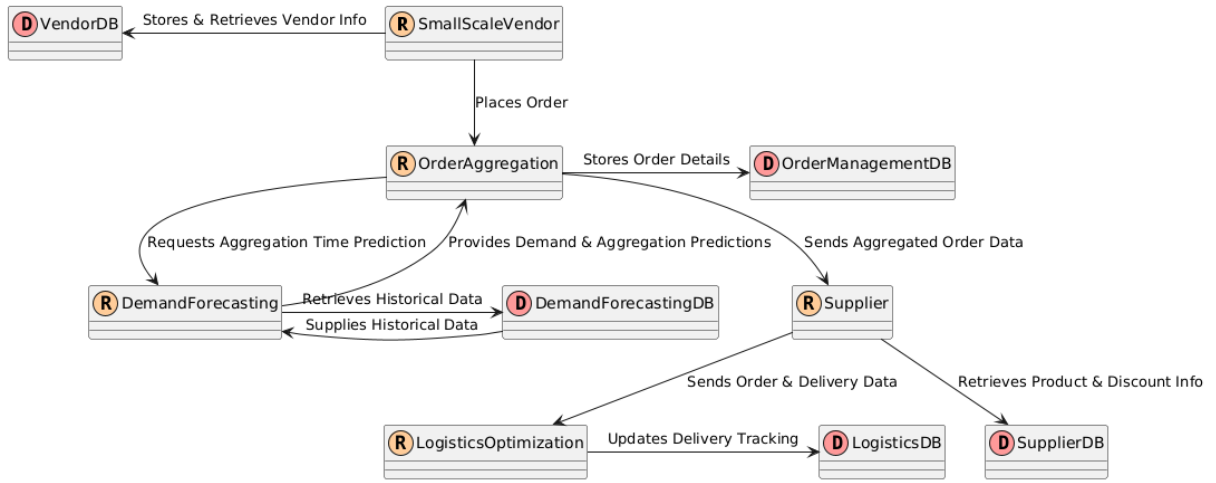 D VendorDB
Stores & Retrieves Vendor Info
R SmallScaleVendor
Places Order
R OrderAggregation
Stores Order Details
D OrderManagementDB
Requests Aggregation Time Prediction
Provides Demand & Aggregation Predictions
Sends Aggregated Order Data
R DemandForecasting
Retrieves Historical Data
Supplies Historical Data
D DemandForecastingDB
R Supplier
Sends Order & Delivery Data
Retrieves Product & Discount Info
R LogisticsOptimization
Updates Delivery Tracking
D LogisticsDB
D SupplierDB